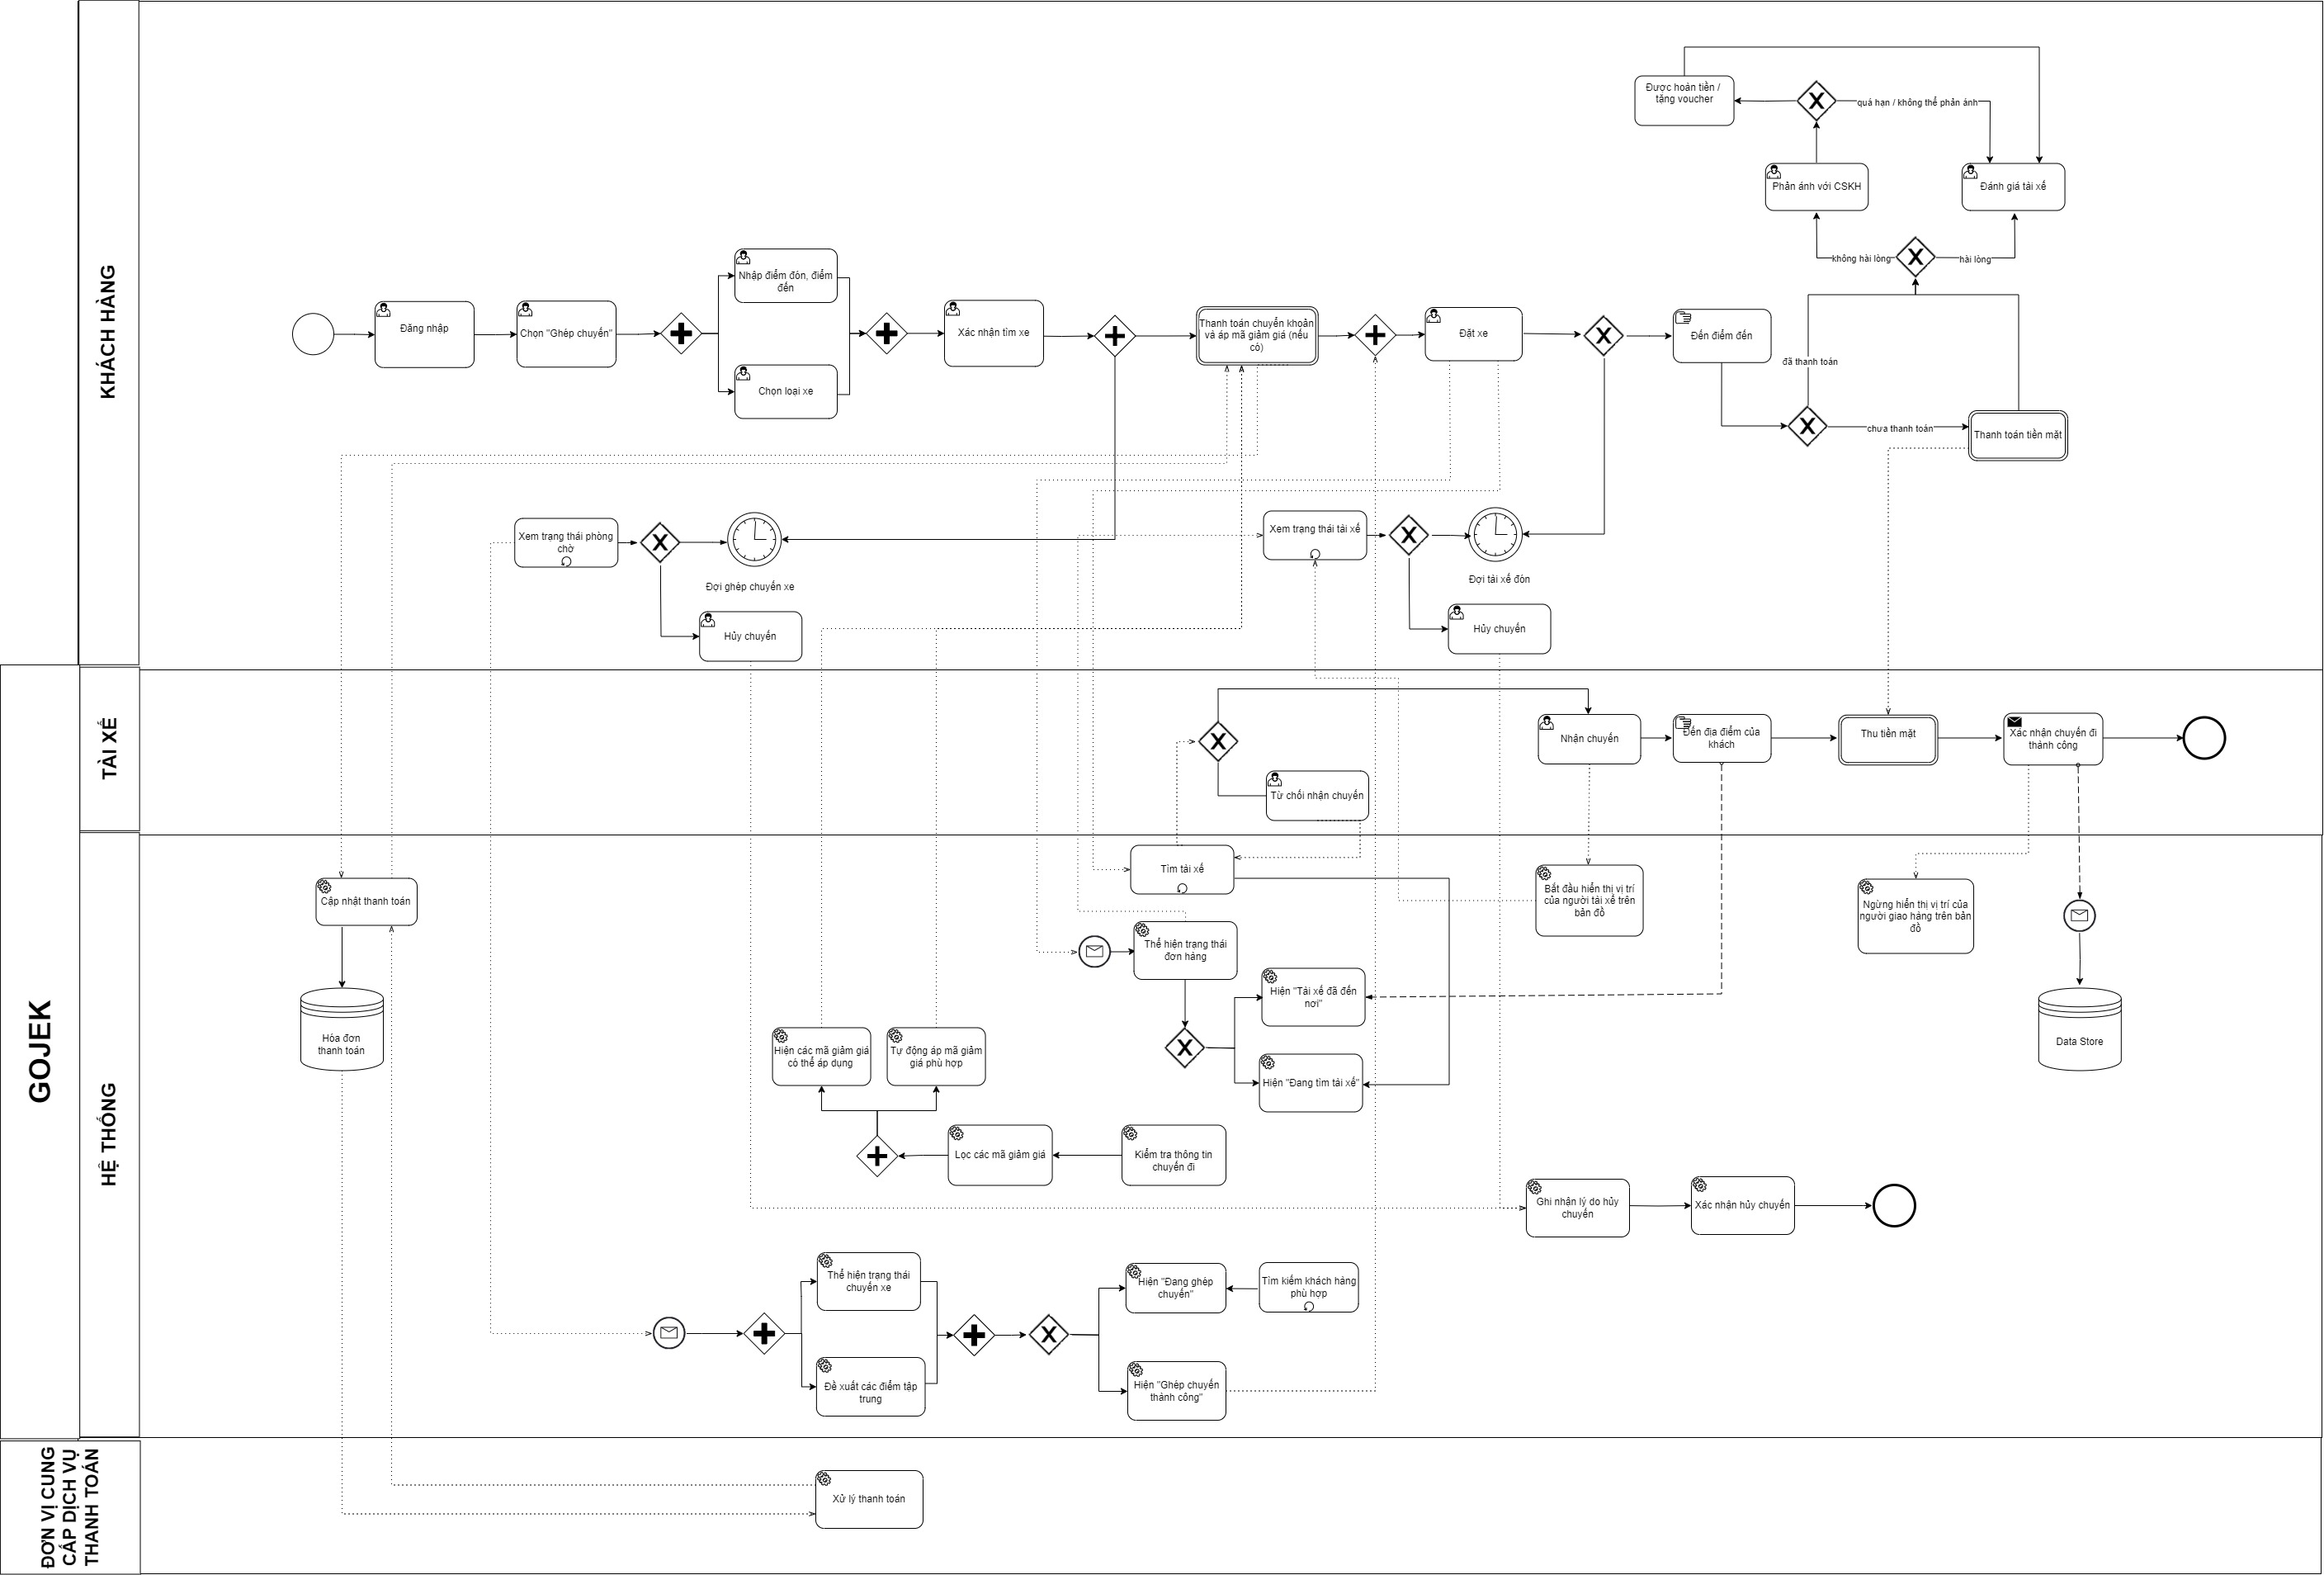 KHÁCH HÀNG
Được hoàn tiền /
tặng voucher
quá hạn / không thể phản ánh
Phản ánh với CSKH
Đánh giá tài xế
không hài lòng
hài lòng
Đăng nhập
Chọn "Ghép chuyến"
Nhập điểm đón, điểm
đến
Chọn loại xe
Xác nhận tìm xe
Thanh toán chuyển khoản
và áp mã giảm giá (nếu
có)
Đặt xe
Đến điểm đến
đã thanh toán
chưa thanh toán
Thanh toán tiền mặt
Xem trạng thái phòng
chờ
Đợi ghép chuyến xe
Hủy chuyến
Xem trạng thái tài xế
Đợi tài xế đón
Hủy chuyến
GOJEK
TÀI XẾ
Nhận chuyến
Đến địa điểm của
khách
Thu tiền mặt
Xác nhận chuyến đi
thành công
Từ chối nhận chuyến
HỆ THỐNG
Cập nhật thanh toán
Hóa đơn
thanh toán
Tìm tài xế
Thể hiện trạng thái
đơn hàng
Hiện "Tài xế đã đến
nơi"
Hiện "Đang tìm tài xế"
Bắt đầu hiển thị vị trí
của người tài xế trên
bản đồ
Ngừng hiển thị vị trí của
người giao hàng trên bản
đồ
Data Store
Hiện các mã giảm giá
có thể áp dụng
Tự động áp mã giảm
giá phù hợp
Lọc các mã giảm giá
Kiểm tra thông tin
chuyến đi
Ghi nhận lý do hủy
chuyến
Xác nhận hủy chuyến
Thể hiện trạng thái
chuyến xe
Đề xuất các điểm tập
trung
Hiện "Đang ghép
chuyến"
Tìm kiếm khách hàng
phù hợp
Hiện "Ghép chuyến
thành công"
ĐƠN VỊ CUNG
CẤP DỊCH VỤ
THANH TOÁN
Xử lý thanh toán